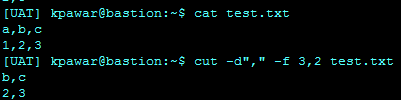 [UAT] kpawar@bastion:~$ cat test.txt
a,b,c
1,2,3
[UAT] kpawar@bastion:~$ cut -d"," -f 3,2 test.txt
b,c
2,3